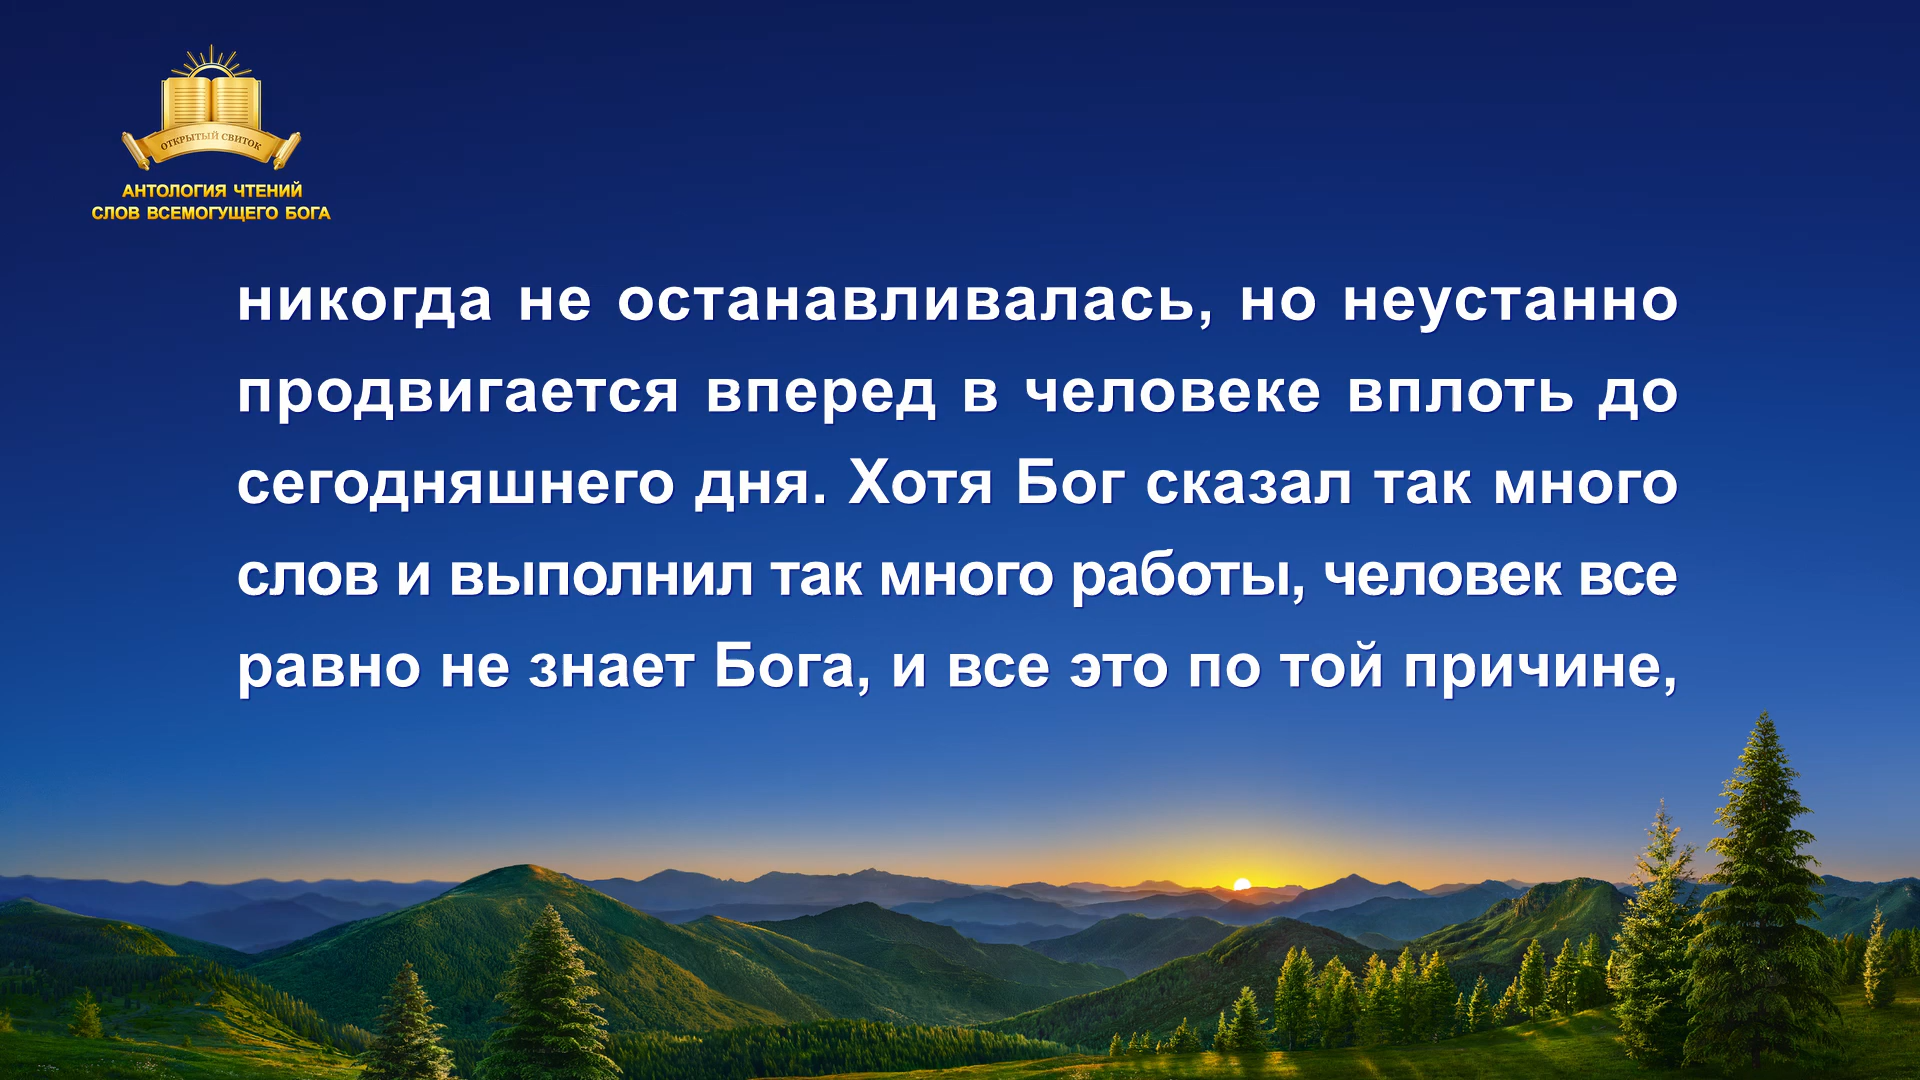 ОТКРЫТЫЙ СВИТОК
АНТОЛОГИЯ ЧТЕНИЙ
СЛОВ ВСЕМОГУЩЕГО БОГА
никогда не останавливалась, но неустанно
продвигается вперед в человеке вплоть до
сегодняшнего дня. Хотя Бог сказал так много
слов и выполнил так много работы, человек все
равно не знает Бога, и все это по той причине,